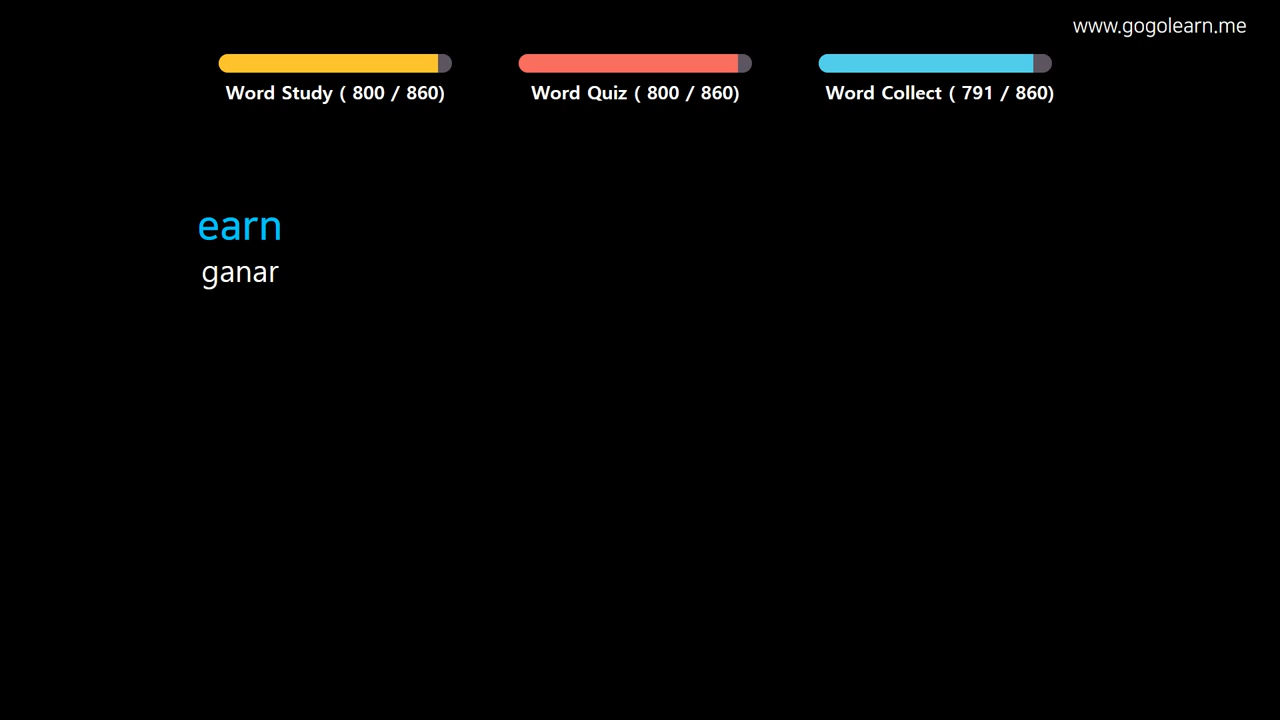 www.gogolearn.me
Word Study ( 800 / 860)
Word Quiz ( 800 / 860)
Word Collect ( 791 / 860)
earn
ganar